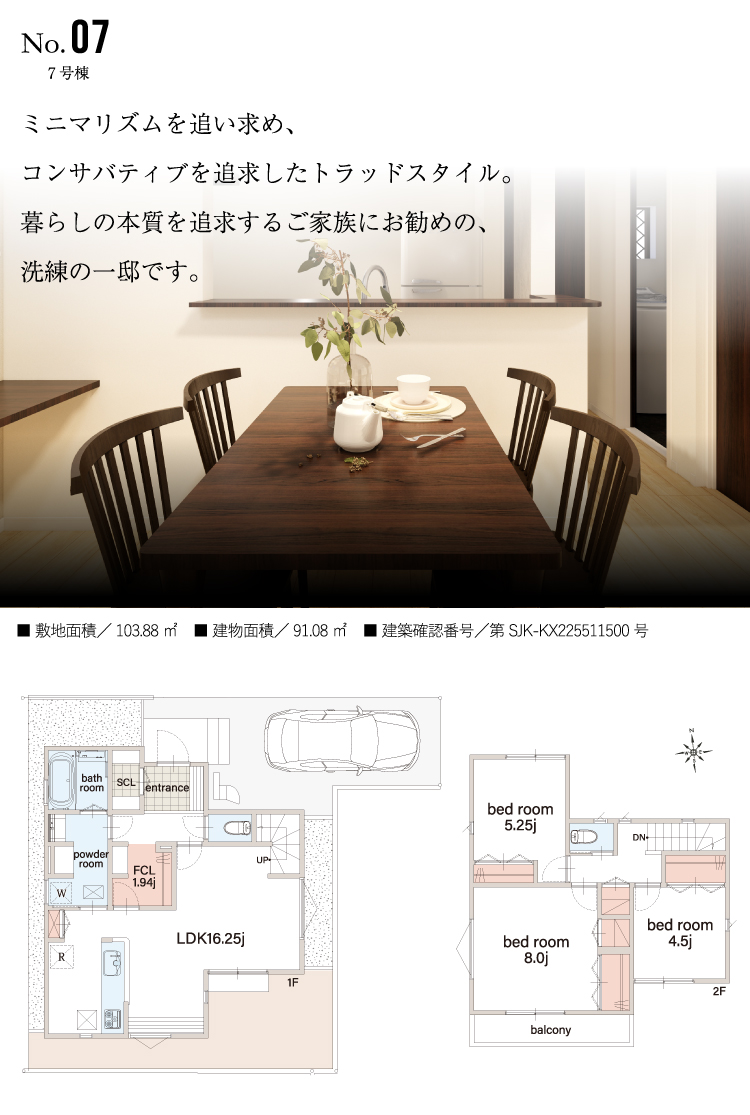 No.07
7号棟
ミニマリズムを追い求め、
コンサバティブを追求したトラッドスタイル。
暮らしの本質を追求するご家族にお勧めの、
洗練の一邸です。
■ 敷地面積／ 103.88 ㎡ ■ 建物面積／ 91.08 ㎡ ■ 建築確認番号／第 SJK-KX225511500 号
bath
room
SCL
entrance
powder
room
FCL
1.94j
UP
W
R
LDK16.25j
1F
N
W
E
S
bed room
5.25j
DN
bed room
8.0j
bed room
4.5j
2F
balcony